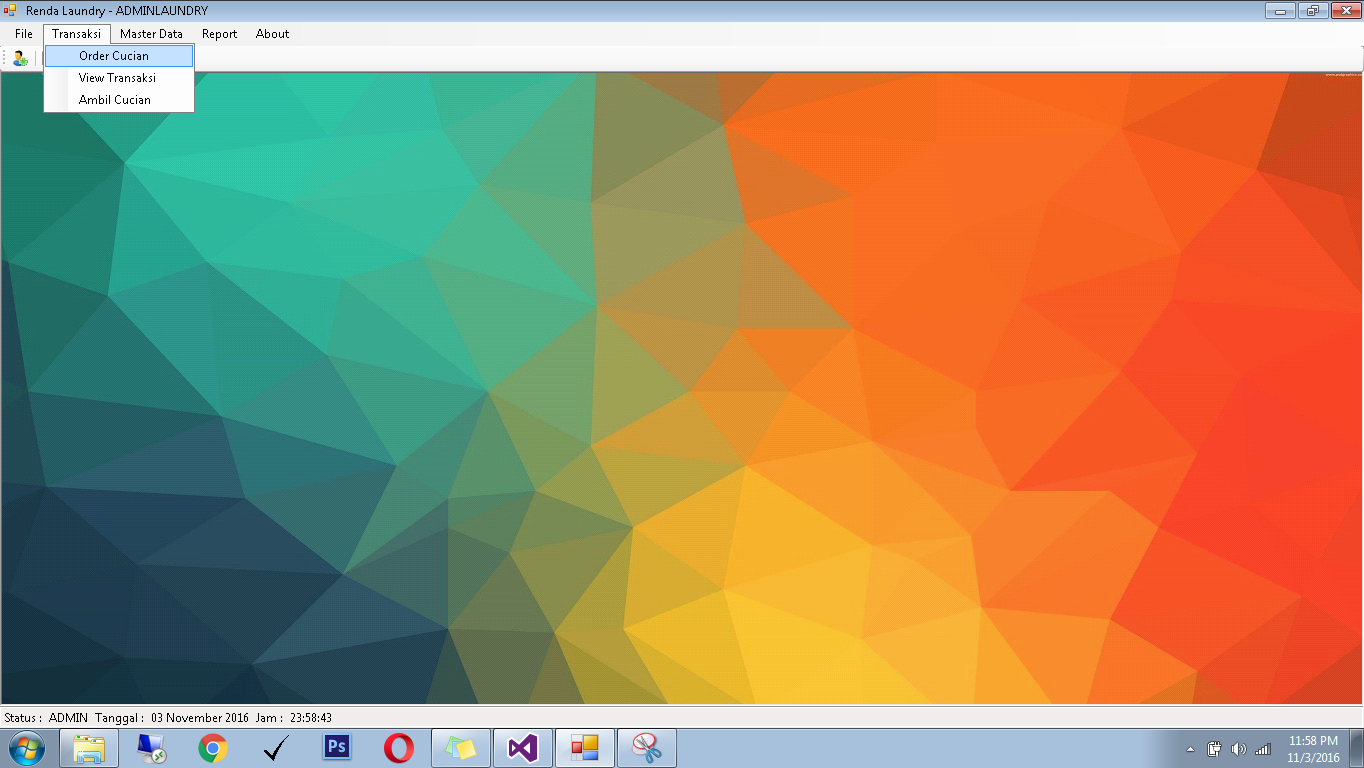 Renda Laundry - ADMINLAUNDRY
File Transaksi Master Data Report About
Order Cucian
View Transaksi
Ambil Cucian
Status : ADMIN Tanggal : 03 November 2016 Jam : 23:58:43
Ps
11:58 PM
11/3/2016